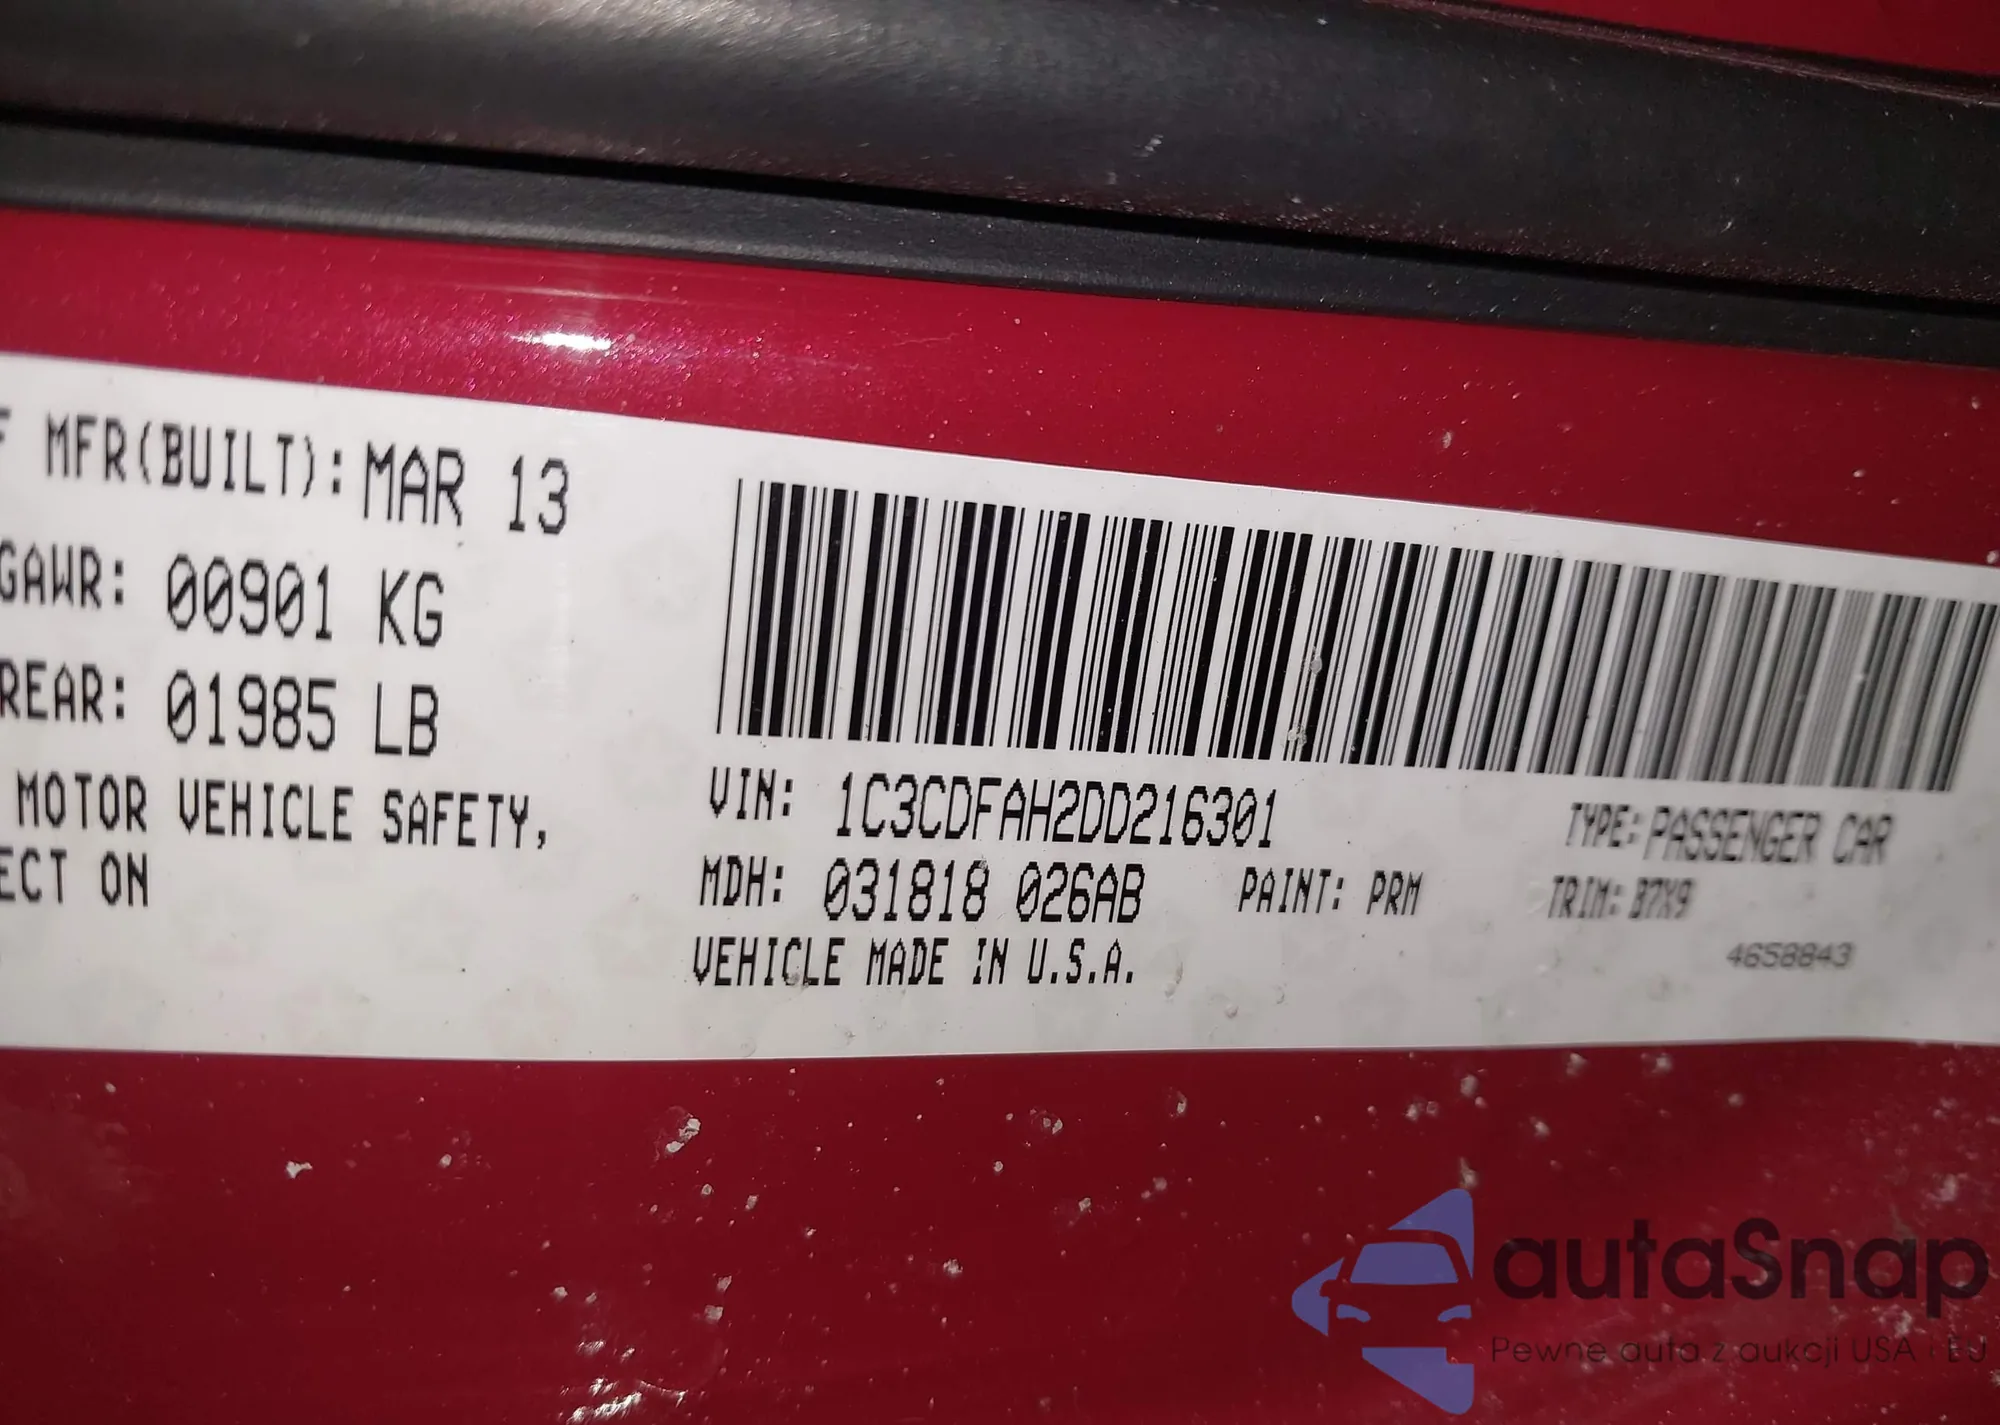 F MFR(BUILT): MAR 13
GAWR: 00901 KG
REAR: 01985 LB
MOTOR VEHICLE SAFETY,
ECT ON
VIN: 1C3CDFAH2DD216301
TYPE: PASSENGER CAR
MDH: 031818 026AB
PAINT: PRM
TRIM: B7X9
VEHICLE MADE IN U.S.A.
4658843
autaSnap
Pewne auta z aukcji USA i EU